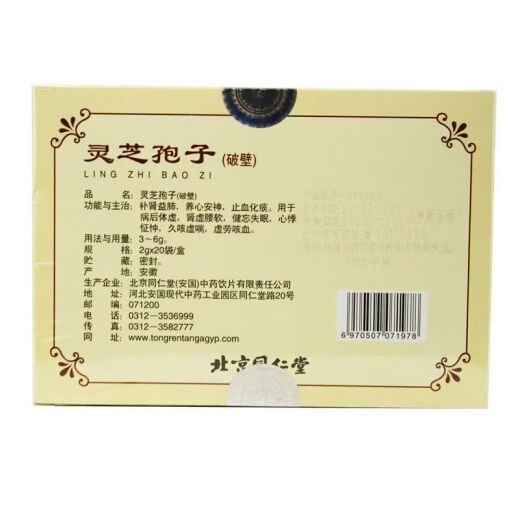 灵芝孢子(破壁)
LING ZHI BAO ZI
品 名:灵芝孢子(破壁)
功能与主治:补肾益肺,养心安神,止血化痰。用于
病后体虚,肾虚腰软,健忘失眠,心悸
怔忡,久咳虚喘,虚劳咳血。
用法与用量:3~6g。
规 格:2gx20袋/盒
贮 藏:密封。
产 地:安徽
生产企业:北京同仁堂(安国)中药饮片有限责任公司
地 址:河北安国现代中药工业园区同仁堂路20号
邮 编:071200
电 话:0312-3536999
传 真:0312-3582777
网 址:www.tongrentangagyp.com
6970507071978
北京同仁堂